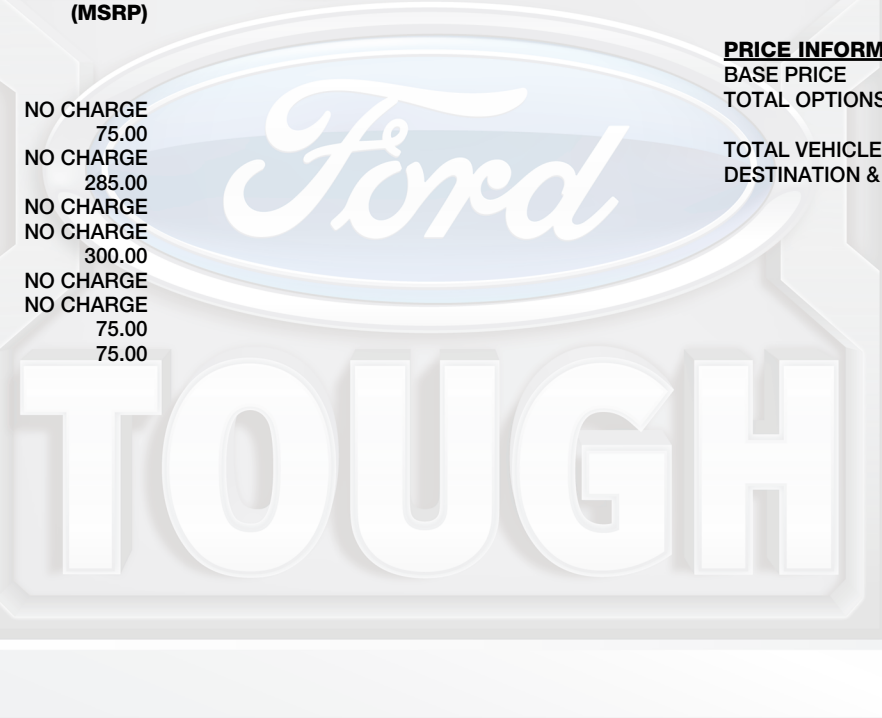 (MSRP)
NO CHARGE
75.00
NO CHARGE
285.00
NO CHARGE
NO CHARGE
300.00
NO CHARGE
NO CHARGE
75.00
75.00
PRICE INFORM
BASE PRICE
TOTAL OPTIONS
TOTAL VEHICLE
DESTINATION &
Ford
TOUGH